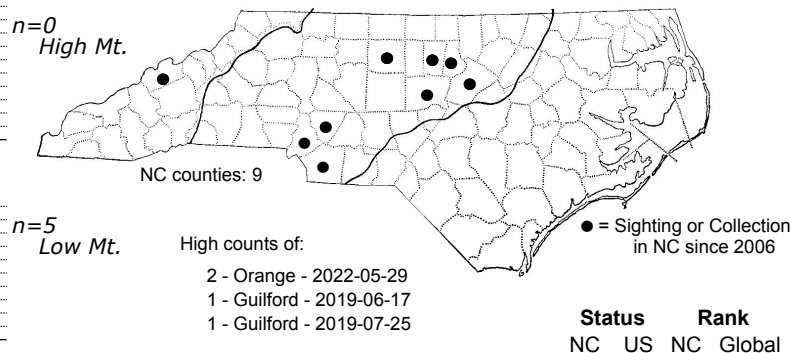 n=0
High Mt.
NC counties: 9
n=5
Low Mt.
High counts of:
2 - Orange - 2022-05-29
1 - Guilford - 2019-06-17
1 - Guilford - 2019-07-25
● = Sighting or Collection
in NC since 2006
Status Rank
NC US NC Global